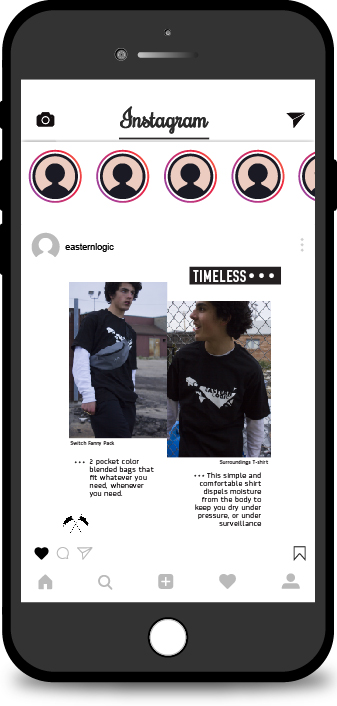 Instagram
easternlogic
TIMELESS•••
Switch Fanny Pack
Surroundings T-shirt
••• 2 pocket color
blended bags that
fit whatever you
need, whenever
you need.
••• This simple and
comfortable shirt
dispels moisture
from the body to
keep you dry under
pressure, or under
surveillance